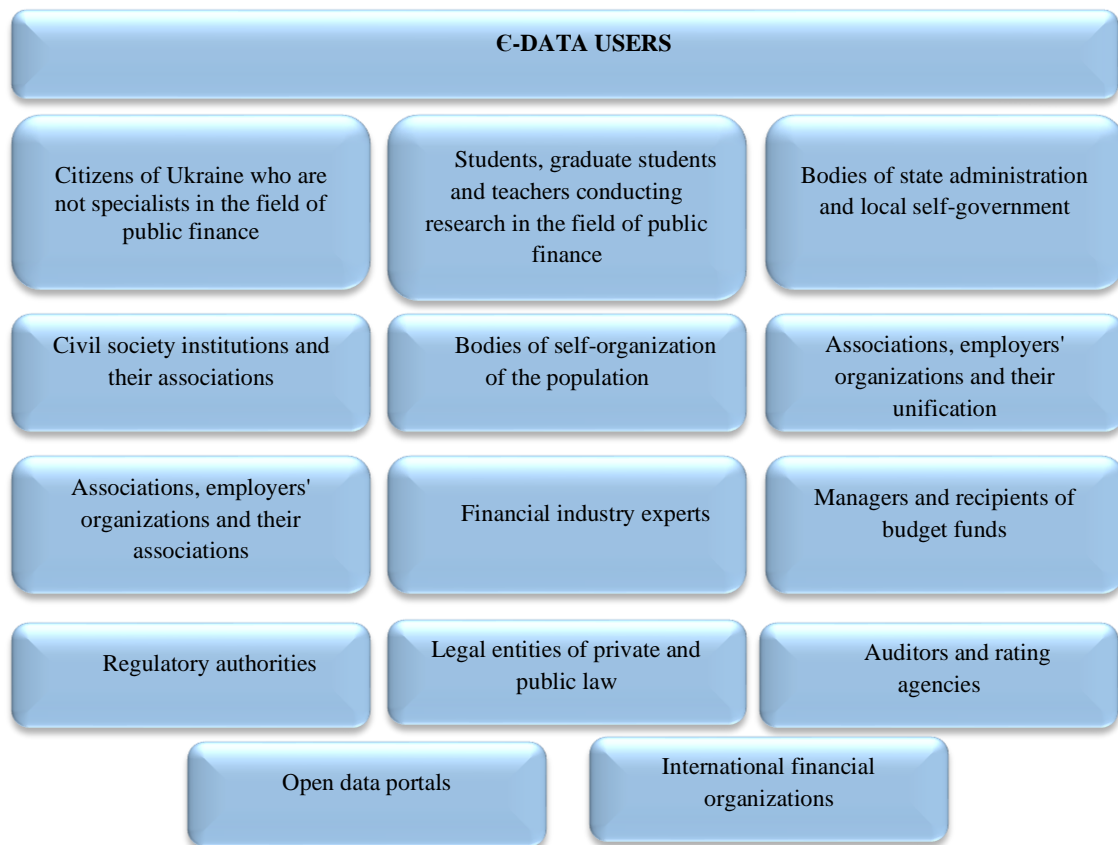 Є-DATA USERS
Citizens of Ukraine who are
not specialists in the field of
public finance
Students, graduate students
and teachers conducting
research in the field of public
finance
Bodies of state administration
and local self-government
Civil society institutions and
their associations
Bodies of self-organization
of the population
Associations, employers'
organizations and their
unification
Associations, employers'
organizations and their
associations
Financial industry experts
Managers and recipients of
budget funds
Regulatory authorities
Legal entities of private and
public law
Auditors and rating
agencies
Open data portals
International financial
organizations